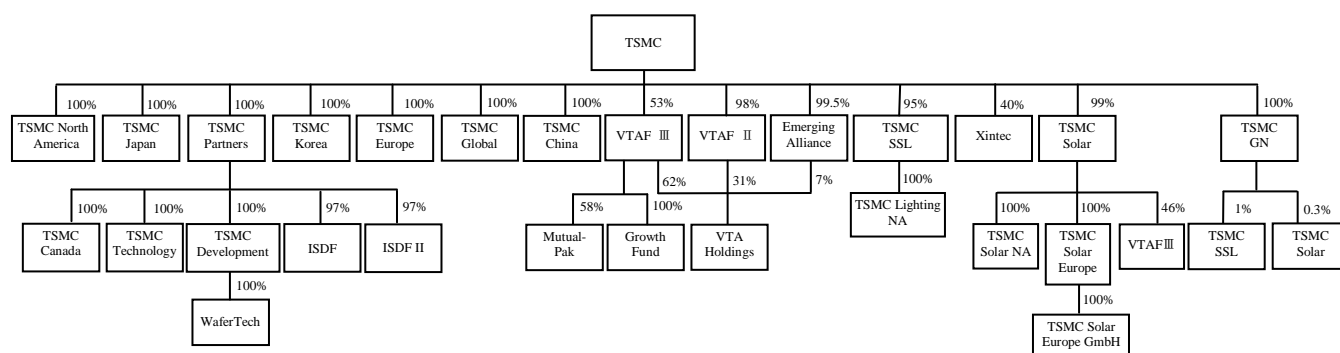 TSMC
100%
100%
100%
100%
100%
100%
100%
53%
98%
99.5%
95%
40%
99%
100%
TSMC North
America
TSMC
Japan
TSMC
Partners
TSMC
Korea
TSMC
Europe
TSMC
Global
TSMC
China
VTAF Ⅲ
VTAF Ⅱ
Emerging
Alliance
TSMC
SSL
Xintec
TSMC
Solar
TSMC
GN
100%
100%
100%
97%
97%
58%
100%
62%
31%
7%
100%
100%
100%
46%
1%
0.3%
TSMC
Canada
TSMC
Technology
TSMC
Development
ISDF
ISDF II
Mutual-
Pak
Growth
Fund
VTA
Holdings
TSMC Lighting
NA
TSMC
Solar NA
TSMC
Solar
Europe
VTAFⅢ
TSMC
SSL
TSMC
Solar
100%
100%
WaferTech
TSMC Solar
Europe GmbH